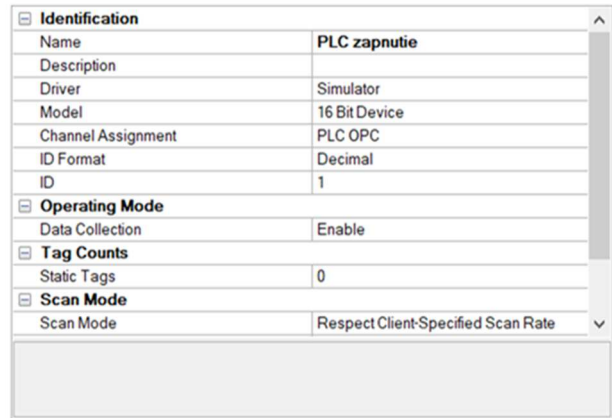 Identification
Name PLC zapnutie
Description
Driver Simulator
Model 16 Bit Device
Channel Assignment PLC OPC
ID Format Decimal
ID 1
Operating Mode
Data Collection Enable
Tag Counts
Static Tags 0
Scan Mode
Scan Mode Respect Client-Specified Scan Rate